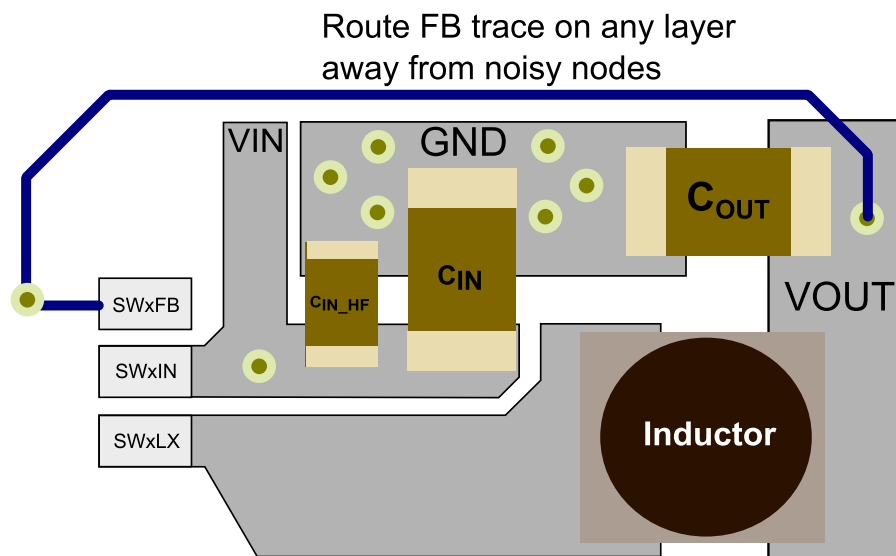 Route FB trace on any layer
away from noisy nodes
VIN
GND
COUT
CIN
CIN_HF
SWxFB
VOUT
SWxIN
SWxLX
Inductor